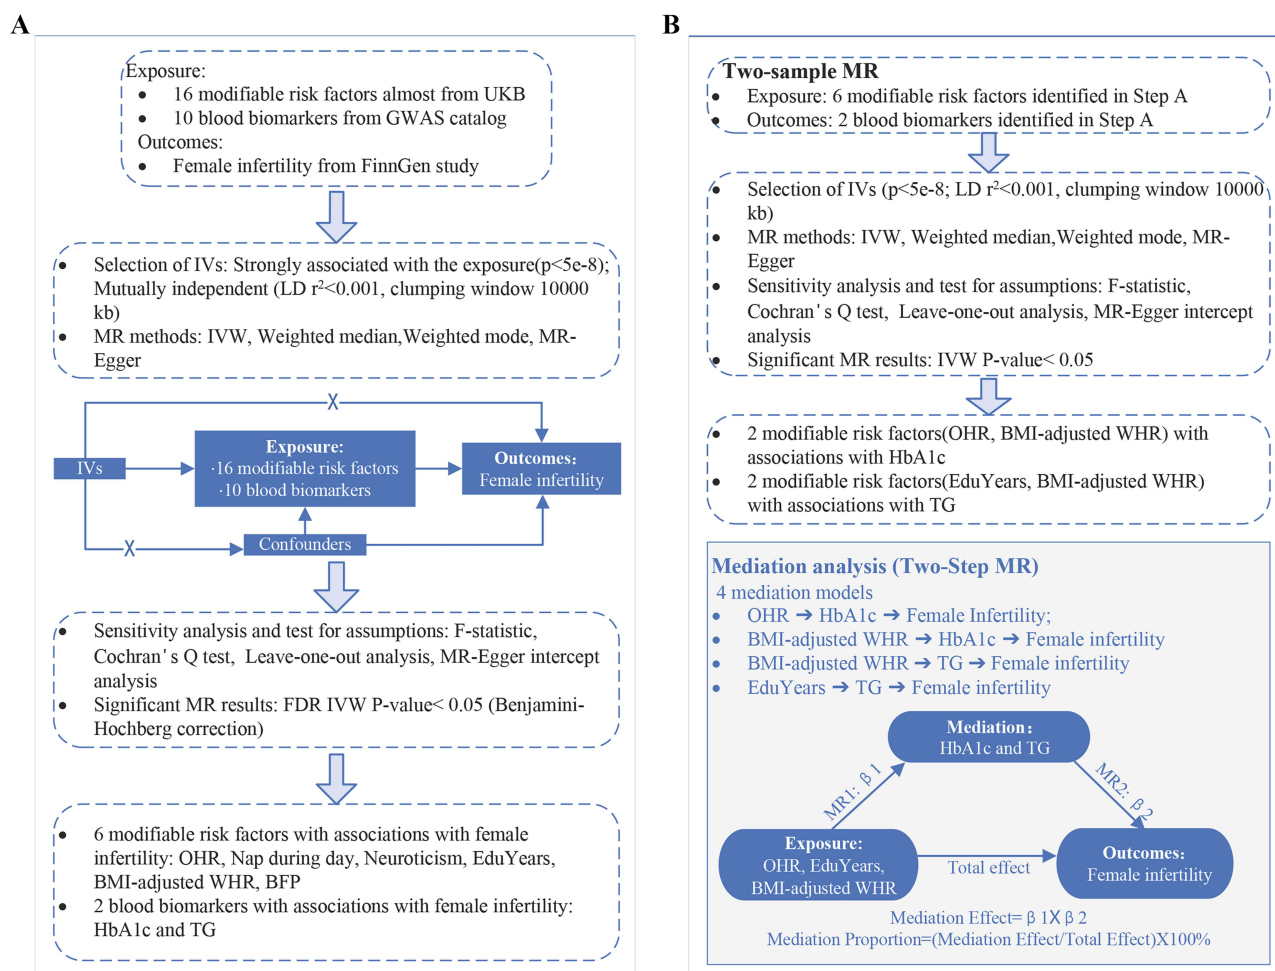 A
Exposure:
• 16 modifiable risk factors almost from UKB
• 10 blood biomarkers from GWAS catalog
Outcomes:
• Female infertility from FinnGen study
• Selection of IVs: Strongly associated with the exposure(p<5e-8);
Mutually independent (LD r²<0.001, clumping window 10000
kb)
• MR methods: IVW, Weighted median,Weighted mode, MR-
Egger
X
IVs
Exposure:
·16 modifiable risk factors
·10 blood biomarkers
Outcomes:
Female infertility
X
Confounders
• Sensitivity analysis and test for assumptions: F-statistic,
Cochran's Q test, Leave-one-out analysis, MR-Egger intercept
analysis
• Significant MR results: FDR IVW P-value< 0.05 (Benjamini-
Hochberg correction)
• 6 modifiable risk factors with associations with female
infertility: OHR, Nap during day, Neuroticism, EduYears,
BMI-adjusted WHR, BFP
• 2 blood biomarkers with associations with female infertility:
HbA1c and TG
B
Two-sample MR
• Exposure: 6 modifiable risk factors identified in Step A
• Outcomes: 2 blood biomarkers identified in Step A
• Selection of IVs (p<5e-8; LD r²<0.001, clumping window 10000
kb)
• MR methods: IVW, Weighted median,Weighted mode, MR-
Egger
• Sensitivity analysis and test for assumptions: F-statistic,
Cochran's Q test, Leave-one-out analysis, MR-Egger intercept
analysis
• Significant MR results: IVW P-value< 0.05
• 2 modifiable risk factors(OHR, BMI-adjusted WHR) with
associations with HbA1c
• 2 modifiable risk factors(EduYears, BMI-adjusted WHR)
with associations with TG
Mediation analysis (Two-Step MR)
4 mediation models
• OHR ➔ HbA1c ➔ Female Infertility;
• BMI-adjusted WHR ➔ HbA1c ➔ Female infertility
• BMI-adjusted WHR ➔ TG ➔ Female infertility
• EduYears ➔ TG ➔ Female infertility
Mediation:
HbA1c and TG
MR1: β1
MR2: β2
Exposure:
OHR, EduYears,
BMI-adjusted WHR
Total effect
Outcomes:
Female infertility
Mediation Effect=β1Xβ2
Mediation Proportion=(Mediation Effect/Total Effect)X100%